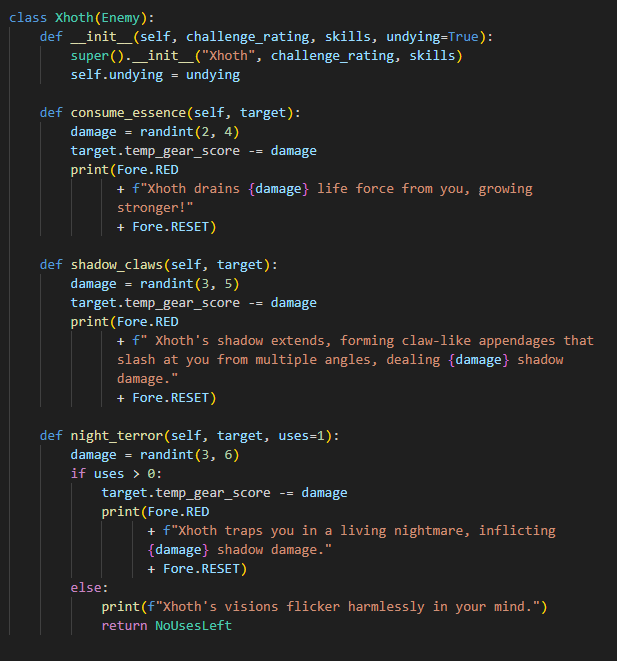 class Xhoth(Enemy):
    def __init__(self, challenge_rating, skills, undying=True):
        super().__init__("Xhoth", challenge_rating, skills)
        self.undying = undying

    def consume_essence(self, target):
        damage = randint(2, 4)
        target.temp_gear_score -= damage
        print(Fore.RED
              + f"Xhoth drains {damage} life force from you, growing
              stronger!"
              + Fore.RESET)

    def shadow_claws(self, target):
        damage = randint(3, 5)
        target.temp_gear_score -= damage
        print(Fore.RED
              + f" Xhoth's shadow extends, forming claw-like appendages that
              slash at you from multiple angles, dealing {damage} shadow
              damage."
              + Fore.RESET)

    def night_terror(self, target, uses=1):
        damage = randint(3, 6)
        if uses > 0:
            target.temp_gear_score -= damage
            print(Fore.RED
                  + f"Xhoth traps you in a living nightmare, inflicting
                  {damage} shadow damage."
                  + Fore.RESET)
        else:
            print(f"Xhoth's visions flicker harmlessly in your mind.")
            return NoUsesLeft